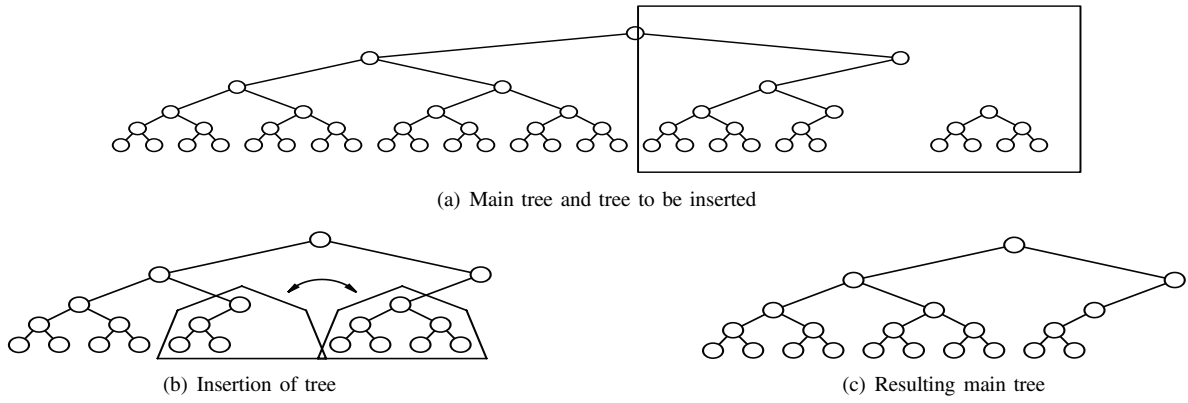 (a) Main tree and tree to be inserted
(b) Insertion of tree
(c) Resulting main tree